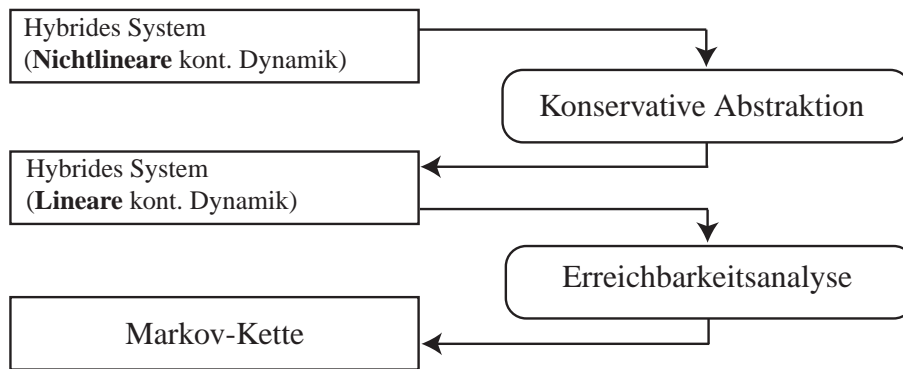 Hybrides System
(Nichtlineare kont. Dynamik)
Konservative Abstraktion
Hybrides System
(Lineare kont. Dynamik)
Erreichbarkeitsanalyse
Markov-Kette